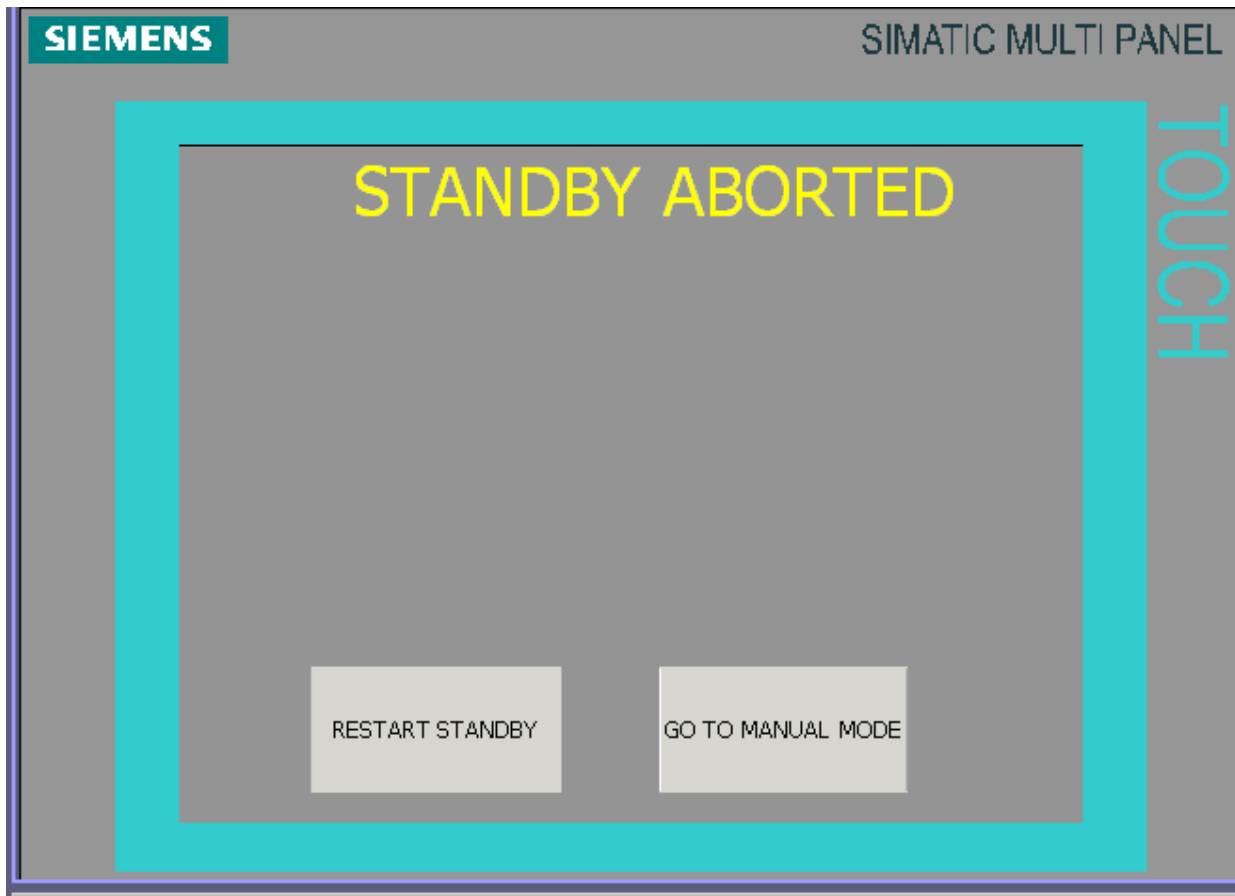 SIEMENS
SIMATIC MULTI PANEL
TOUCH
STANDBY ABORTED
RESTART STANDBY
GO TO MANUAL MODE